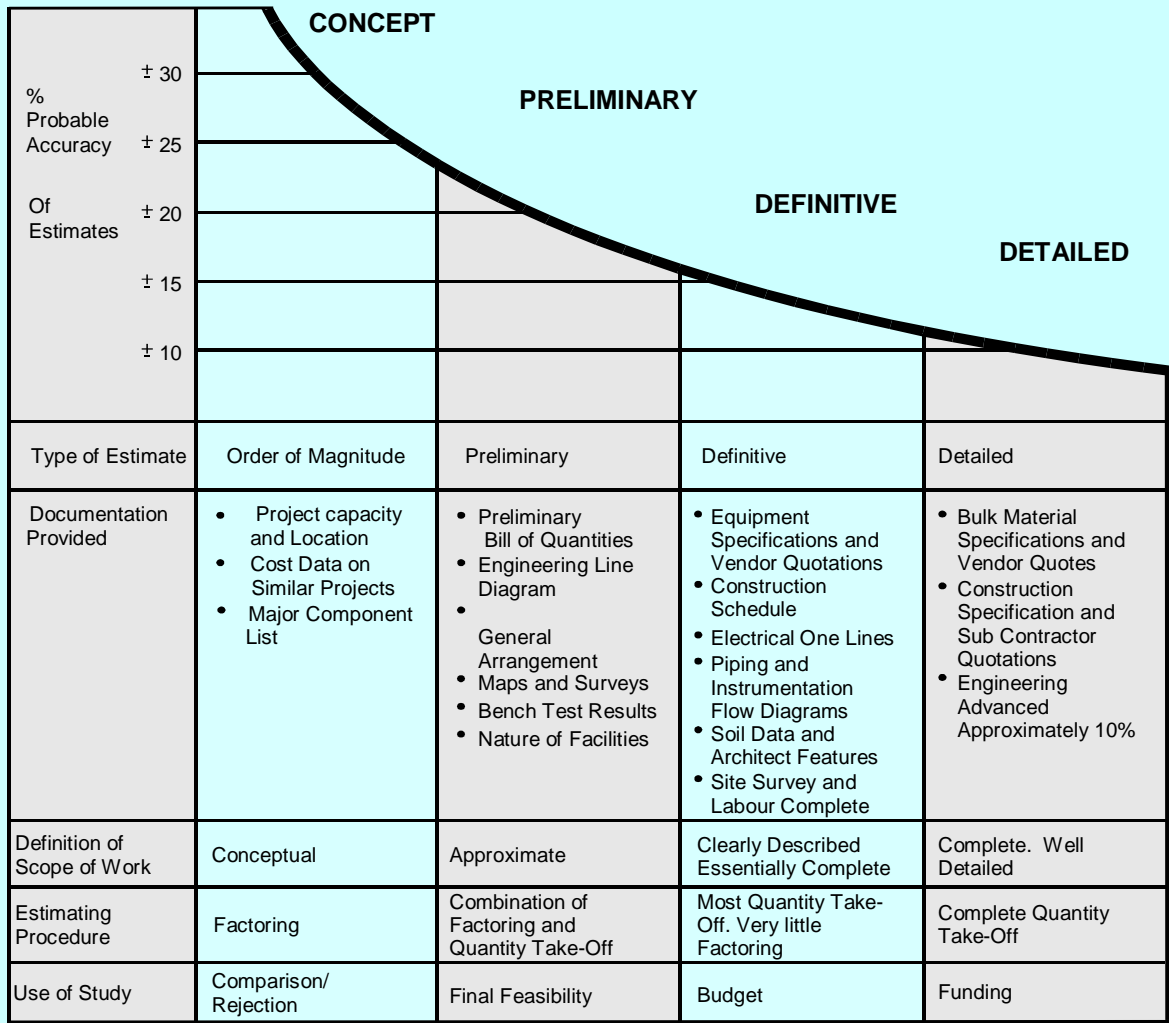 CONCEPT
PRELIMINARY
DEFINITIVE
DETAILED
%
Probable
Accuracy
Of
Estimates
± 30
± 25
± 20
± 15
± 10
Type of Estimate
Order of Magnitude
Preliminary
Definitive
Detailed
Documentation
Provided
• Project capacity
and Location
• Cost Data on
Similar Projects
• Major Component
List
• Preliminary
Bill of Quantities
• Engineering Line
Diagram
•
General
Arrangement
• Maps and Surveys
• Bench Test Results
• Nature of Facilities
• Equipment
Specifications and
Vendor Quotations
• Construction
Schedule
• Electrical One Lines
• Piping and
Instrumentation
Flow Diagrams
• Soil Data and
Architect Features
• Site Survey and
Labour Complete
• Bulk Material
Specifications and
Vendor Quotes
• Construction
Specification and
Sub Contractor
Quotations
• Engineering
Advanced
Approximately 10%
Definition of
Scope of Work
Conceptual
Approximate
Clearly Described
Essentially Complete
Complete. Well
Detailed
Estimating
Procedure
Factoring
Combination of
Factoring and
Quantity Take-Off
Most Quantity Take-
Off. Very little
Factoring
Complete Quantity
Take-Off
Use of Study
Comparison/
Rejection
Final Feasibility
Budget
Funding